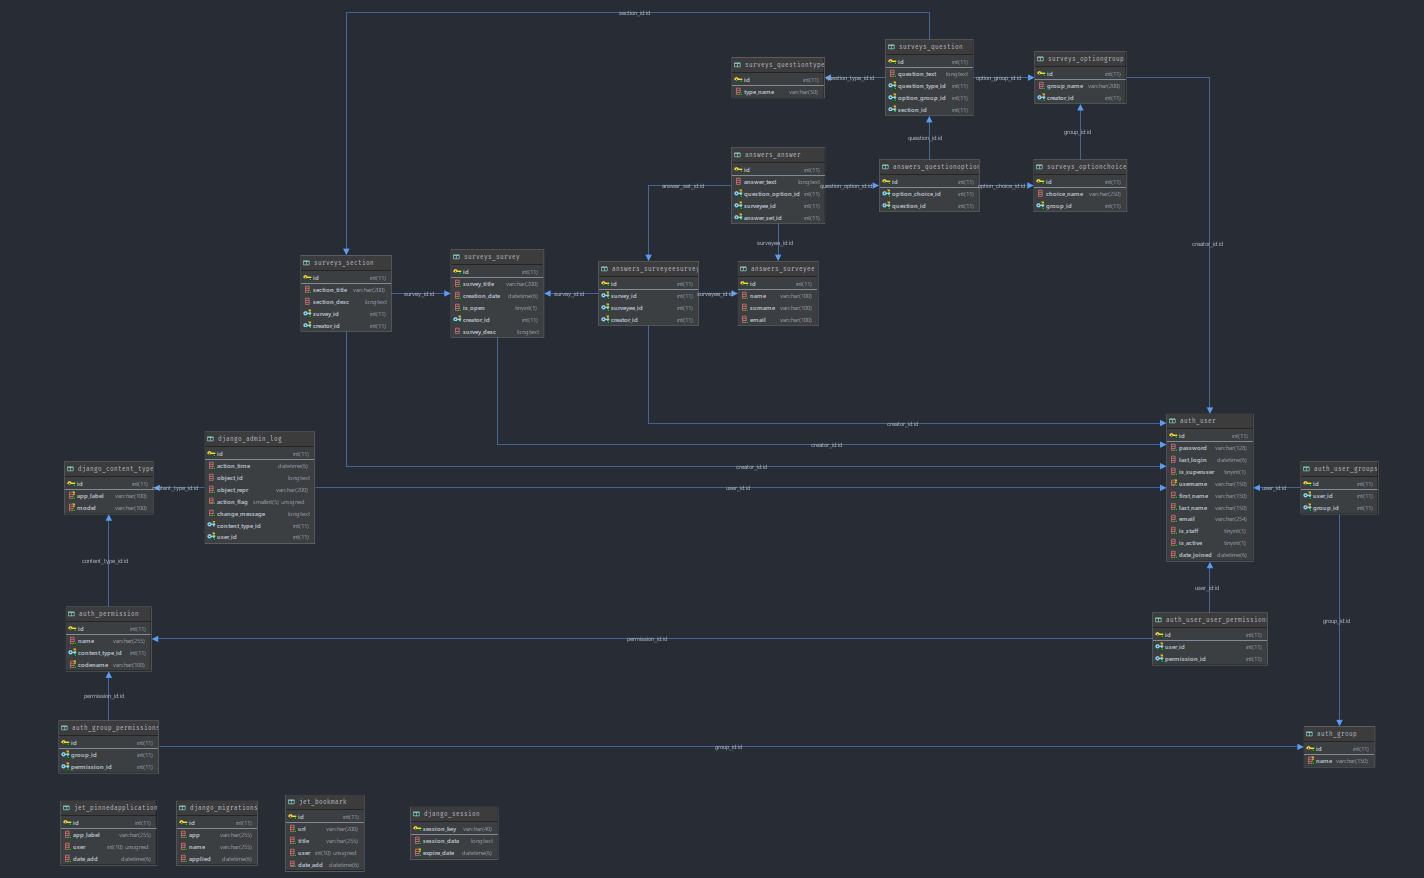 section_id:id
surveys_question
id int(11)
question_text longtext
question_type_id int(11)
option_group_id int(11)
section_id int(11)
surveys_questiontype
id int(11)
type_name varchar(50)
option_group_id:id
surveys_optiongroup
id int(11)
group_name varchar(200)
creator_id int(11)
question_id:id
group_id:id
answers_answer
id int(11)
answer_text longtext
question_option_id int(11)
surveyee_id int(11)
answer_set_id int(11)
answer_set_id:id
question_option_id:id
answers_questionoption
id int(11)
option_choice_id int(11)
question_id int(11)
option_choice_id:id
surveys_optionchoice
id int(11)
choice_name varchar(250)
group_id int(11)
surveyee_id:id
creator_id:id
surveys_section
id int(11)
section_title varchar(200)
section_desc longtext
survey_id int(11)
creator_id int(11)
survey_id:id
surveys_survey
id int(11)
survey_title varchar(200)
creation_date datetime(6)
is_open tinyint(1)
creator_id int(11)
survey_desc longtext
survey_id:id
answers_surveyeesurvey
id int(11)
survey_id int(11)
surveyee_id int(11)
creator_id int(11)
surveyee_id:id
answers_surveyee
id int(11)
name varchar(100)
surname varchar(100)
email varchar(100)
creator_id:id
creator_id:id
creator_id:id
user_id:id
django_content_type
id int(11)
app_label varchar(100)
model varchar(100)
django_admin_log
id int(11)
action_time datetime(6)
object_id longtext
object_repr varchar(200)
action_flag smallint(5) unsigned
change_message longtext
content_type_id int(11)
user_id int(11)
auth_user
id int(11)
password varchar(128)
last_login datetime(6)
is_superuser tinyint(1)
username varchar(150)
first_name varchar(150)
last_name varchar(150)
email varchar(254)
is_staff tinyint(1)
is_active tinyint(1)
date_joined datetime(6)
user_id:id
auth_user_groups
id int(11)
user_id int(11)
group_id int(11)
content_type_id:id
user_id:id
group_id:id
auth_permission
id int(11)
name varchar(255)
content_type_id int(11)
codename varchar(100)
permission_id:id
auth_user_user_permission
id int(11)
user_id int(11)
permission_id int(11)
permission_id:id
auth_group_permissions
id int(11)
group_id int(11)
permission_id int(11)
group_id:id
auth_group
id int(11)
name varchar(150)
jet_pinnedapplication
id int(11)
app_label varchar(255)
user int(10) unsigned
date_add datetime(6)
django_migrations
id int(11)
app varchar(255)
name varchar(255)
applied datetime(6)
jet_bookmark
id int(11)
url varchar(200)
title varchar(255)
user int(10) unsigned
date_add datetime(6)
django_session
session_key varchar(40)
session_data longtext
expire_date datetime(6)